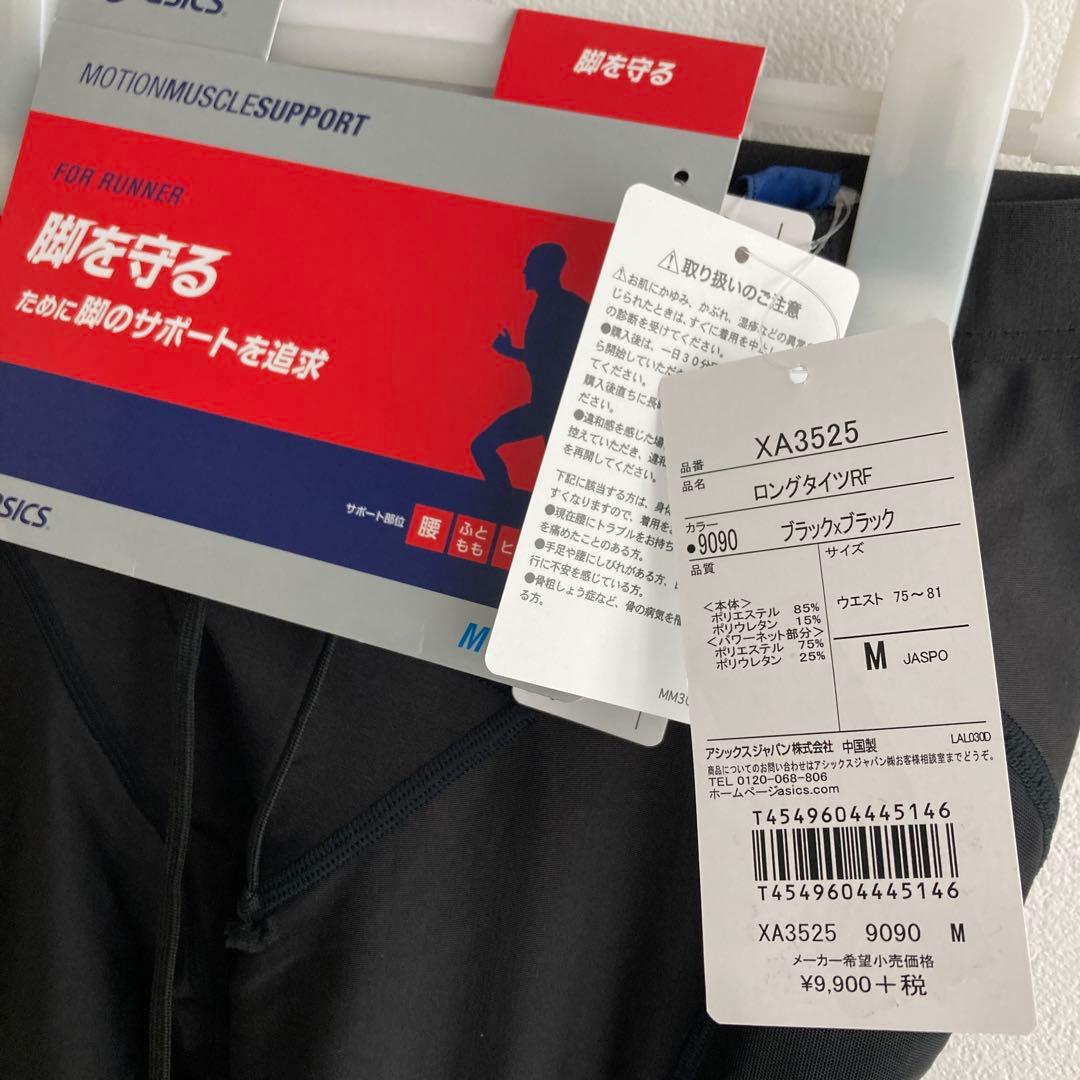 asics
MOTIONMUSCLESUPPORT
FOR RUNNER
脚を守る
ために脚のサポートを追求
サポート部位 腰 ふともも ヒ
SICS
M
脚を守る
⚠取り扱いのご注意
⚠お肌にかゆみ、かぶれ、湿疹などの異常
じられたときは、すぐに着用を中止し
の診断を受けてください。
●購入後は、一日30分
ら開始していただ
てください。
購入後直ちに長
ださい。
●違和感を感じた場
控えていただき、違和
を再開してください。
下記に該当する方は、身体
すくなりますので、着用を
●現在腰にトラブルをお持ち
を痛めたことのある方。
●手足や腰にしびれがある方、
行に不安を感じている方。
●骨粗しょう症など、骨の病気を
る方。
MM3
品番 XA3525
品名 ロングタイツRF
カラー
●9090 ブラックxブラック
品質
サイズ
<本体>
ポリエステル 85%
ポリウレタン 15%
<パワーネット部分>
ポリエステル 75%
ポリウレタン 25%
ウエスト 75～81
M JASPO
LAL030D
アシックスジャパン株式会社 中国製
商品についてのお問い合わせはアシックスジャパン㈱お客様相談室までどうぞ。
TEL 0120-068-806
ホームページasics.com
T4549604445146
T4549604445146
XA3525 9090 M
メーカー希望小売価格
¥9,900+税